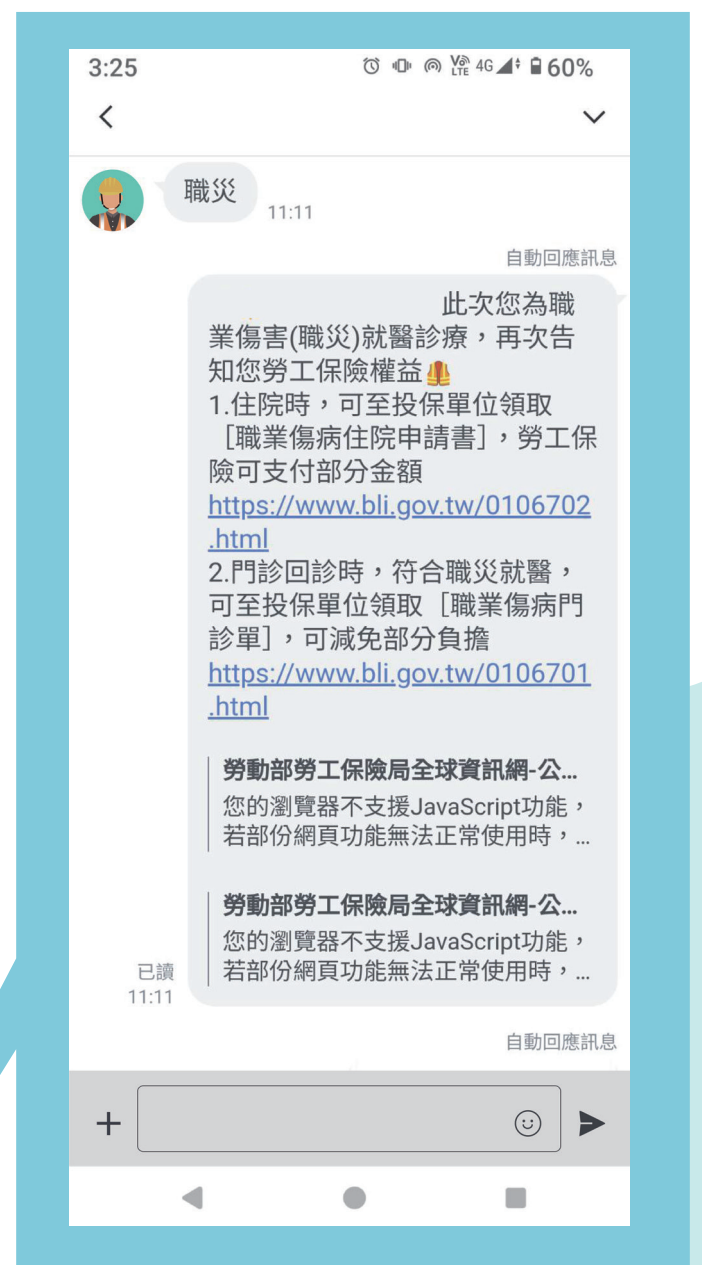 3:25
Vo LTE 4G 60%
職災
11:11
自動回應訊息
此次您為職
業傷害(職災)就醫診療，再次告
知您勞工保險權益
1.住院時，可至投保單位領取
［職業傷病住院申請書］，勞工保
險可支付部分金額
https://www.bli.gov.tw/0106702
.html
2.門診回診時，符合職災就醫，
可至投保單位領取［職業傷病門
診單］，可減免部分負擔
https://www.bli.gov.tw/0106701
.html
勞動部勞工保險局全球資訊網-公...
您的瀏覽器不支援JavaScript功能，
若部份網頁功能無法正常使用時，...
勞動部勞工保險局全球資訊網-公...
您的瀏覽器不支援JavaScript功能，
若部份網頁功能無法正常使用時，...
已讀
11:11
自動回應訊息